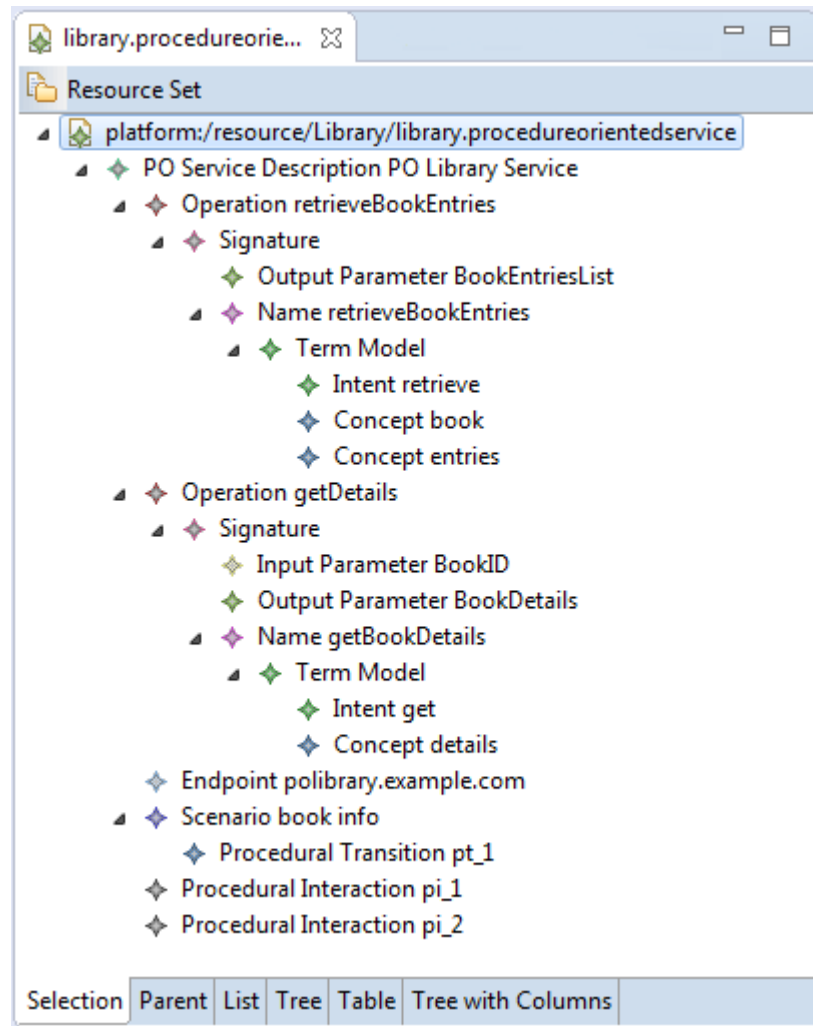 library.procedureorie...
Resource Set
platform:/resource/Library/library.procedureorientedservice
PO Service Description PO Library Service
Operation retrieveBookEntries
Signature
Output Parameter BookEntriesList
Name retrieveBookEntries
Term Model
Intent retrieve
Concept book
Concept entries
Operation getDetails
Signature
Input Parameter BookID
Output Parameter BookDetails
Name getBookDetails
Term Model
Intent get
Concept details
Endpoint polibrary.example.com
Scenario book info
Procedural Transition pt_1
Procedural Interaction pi_1
Procedural Interaction pi_2
Selection Parent List Tree Table Tree with Columns